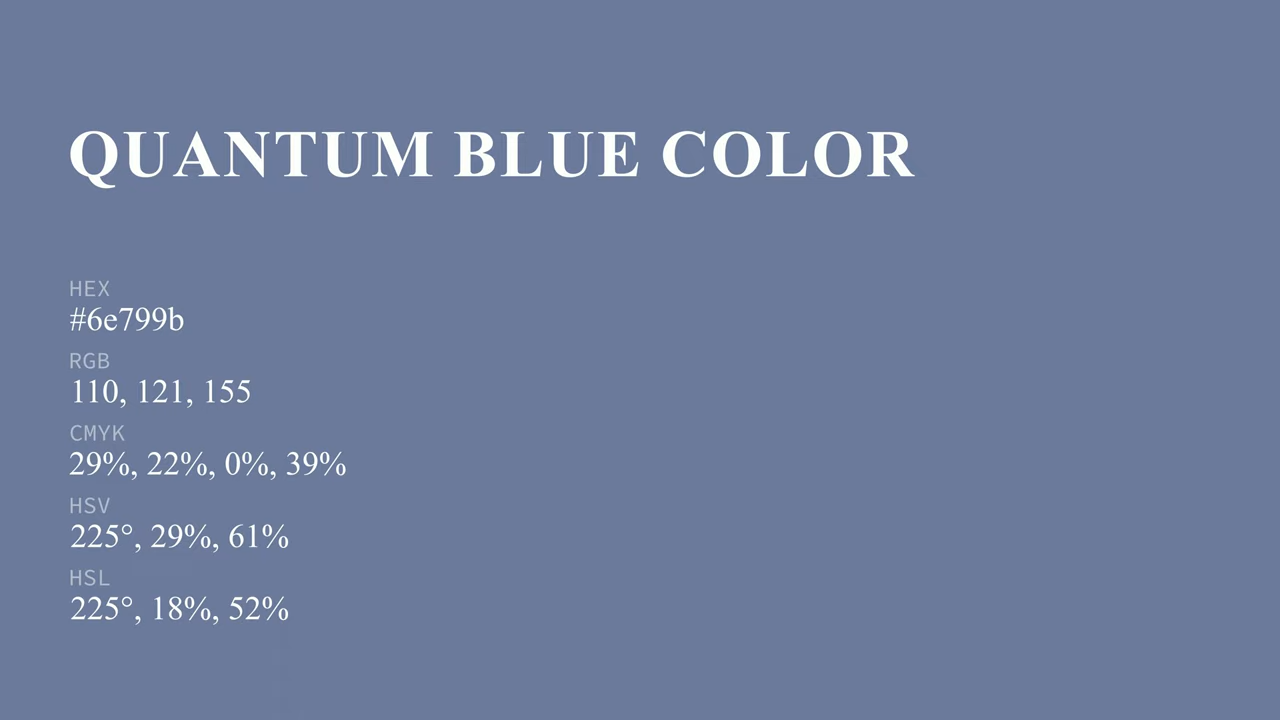 QUANTUM BLUE COLOR
HEX
#6e799b
RGB
110, 121, 155
CMYK
29%, 22%, 0%, 39%
HSV
225°, 29%, 61%
HSL
225°, 18%, 52%